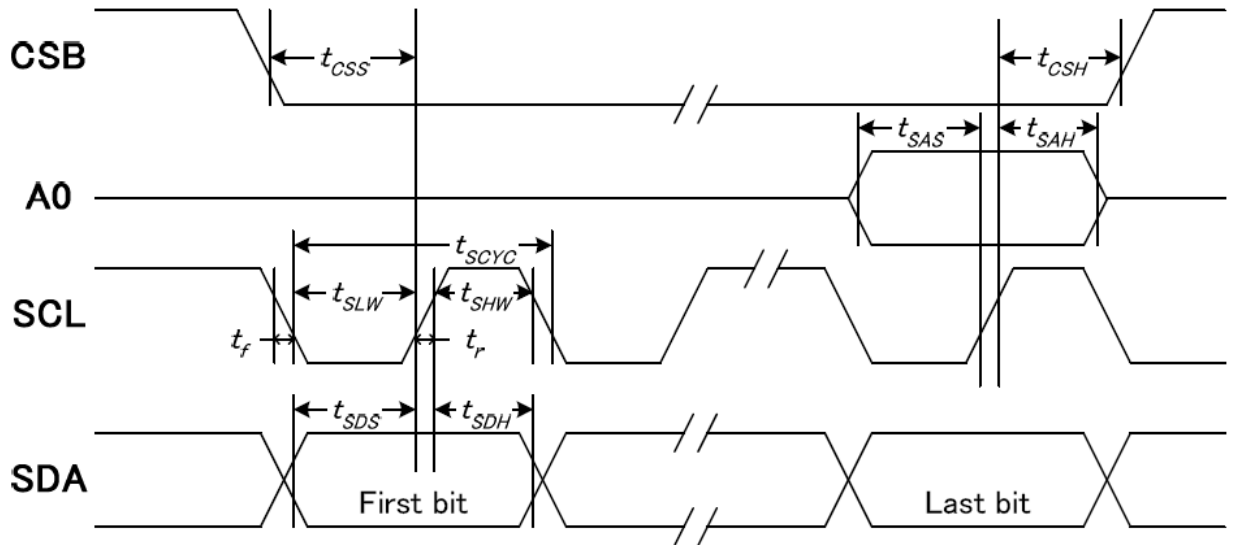 CSB
tCSS
tCSH
tSAS
tSAH
A0
tSCYC
SCL
tSLW
tSHW
tf
tr
tSDS
tSDH
SDA
First bit
Last bit